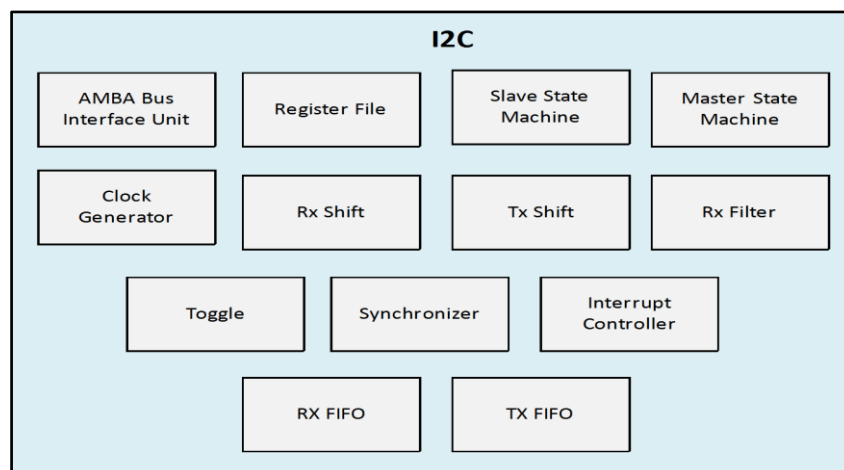 I2C
AMBA Bus
Interface Unit
Register File
Slave State
Machine
Master State
Machine
Clock
Generator
Rx Shift
Tx Shift
Rx Filter
Toggle
Synchronizer
Interrupt
Controller
RX FIFO
TX FIFO